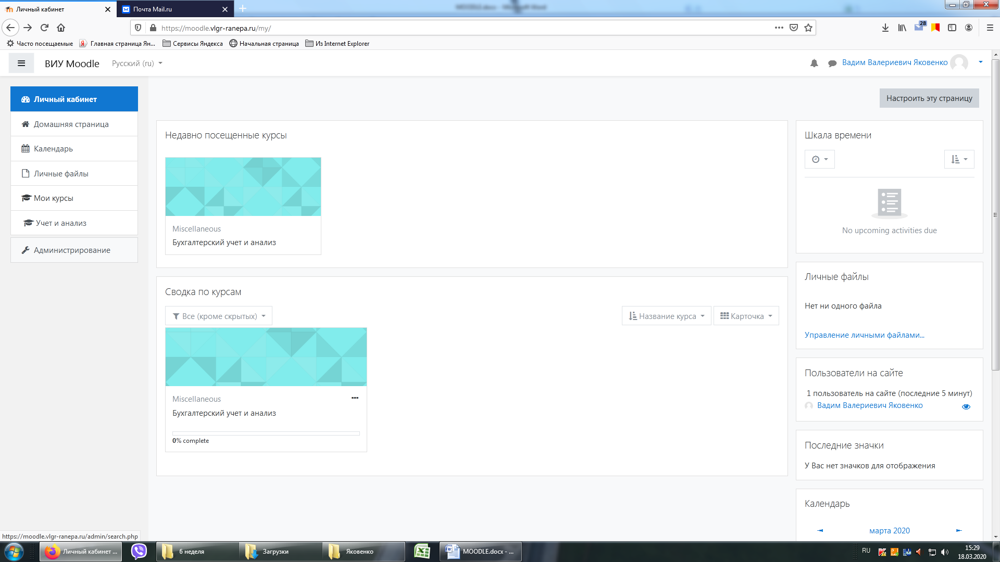 Личный кабинет
Почта Mail.ru
https://moodle.vlgr-ranepa.ru/my/
28
Часто посещаемые
Главная страница Ян...
Сервисы Яндекса
Начальная страница
Из Internet Explorer
ВИУ Moodle
Русский (ru)
Вадим Валериевич Яковенко
Личный кабинет
Домашняя страница
Календарь
Личные файлы
Мои курсы
Учет и анализ
Администрирование
Настроить эту страницу
Недавно посещенные курсы
Miscellaneous
Бухгалтерский учет и анализ
Сводка по курсам
Все (кроме скрытых)
Название курса
Карточка
Miscellaneous
Бухгалтерский учет и анализ
0% complete
Шкала времени
No upcoming activities due
Личные файлы
Нет ни одного файла
Управление личными файлами...
Пользователи на сайте
1 пользователь на сайте (последние 5 минут)
Вадим Валериевич Яковенко
Последние значки
У Вас нет значков для отображения
Календарь
марта 2020
https://moodle.vlgr-ranepa.ru/admin/search.php
Личный кабинет ...
6 неделя
Загрузки
Яковенко
MOODLE.docx - ...
RU
15:29
18.03.2020